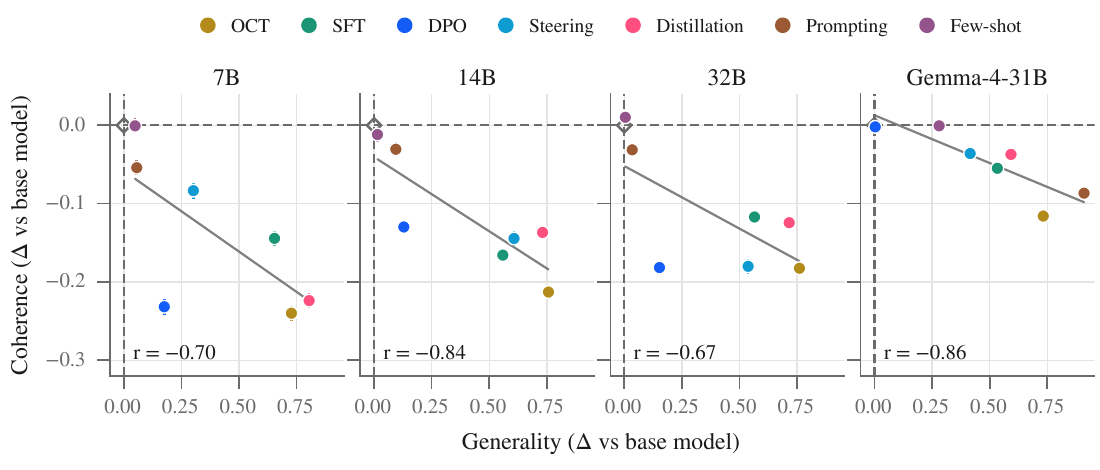 OCT SFT DPO Steering Distillation Prompting Few-shot
7B 14B 32B Gemma-4-31B
Coherence (Δ vs base model)
0.0
−0.1
−0.2
−0.3
r = −0.70 r = −0.84 r = −0.67 r = −0.86
0.00 0.25 0.50 0.75 0.00 0.25 0.50 0.75 0.00 0.25 0.50 0.75 0.00 0.25 0.50 0.75
Generality (Δ vs base model)